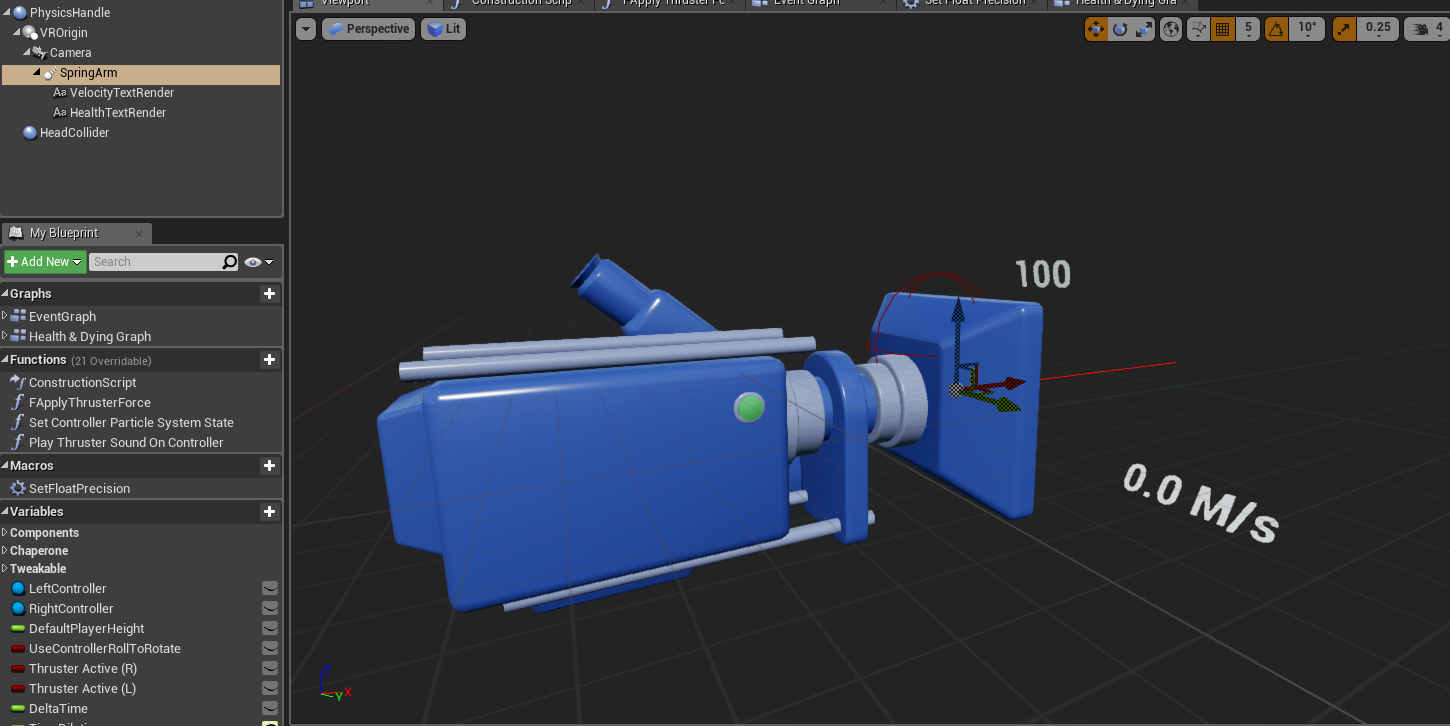 PhysicsHandle
VROrigin
Camera
SpringArm
VelocityTextRender
HealthTextRender
HeadCollider
My Blueprint
Add New
Search
Graphs
EventGraph
Health & Dying Graph
Functions (21 Overridable)
ConstructionScript
FApplyThrusterForce
Set Controller Particle System State
Play Thruster Sound On Controller
Macros
SetFloatPrecision
Variables
Components
Chaperone
Tweakable
LeftController
RightController
DefaultPlayerHeight
UseControllerRollToRotate
Thruster Active (R)
Thruster Active (L)
DeltaTime
Viewport
Construction Scrip
FApply Thruster Fo
Event Graph
Set Float Precision
Health & Dying Gra
Perspective
Lit
5
10°
0.25
4
100
0.0 M/s
Z
X
Y